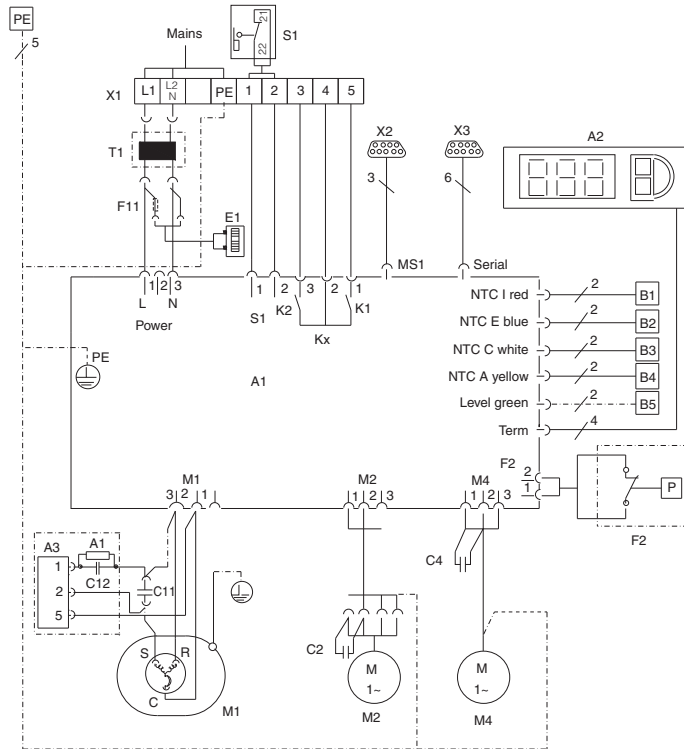 PE
5
Mains
21
22
S1
X1 L1 L2 N PE 1 2 3 4 5
X2
X3
A2
T1
3
6
F11
E1
MS1
Serial
1 2 3
L N
Power
1 2 3 2 1
S1 K2 K1
Kx
NTC I red 2 B1
NTC E blue 2 B2
NTC C white 2 B3
NTC A yellow 2 B4
Level green 2 B5
Term 4
PE
A1
F2
2
1
P
F2
M1
3 2 1
M2
1 2 3
M4
1 2 3
A3
A1
1
C12
C11
2
5
C4
C2
S R
C
M1
M
1~
M2
M
1~
M4